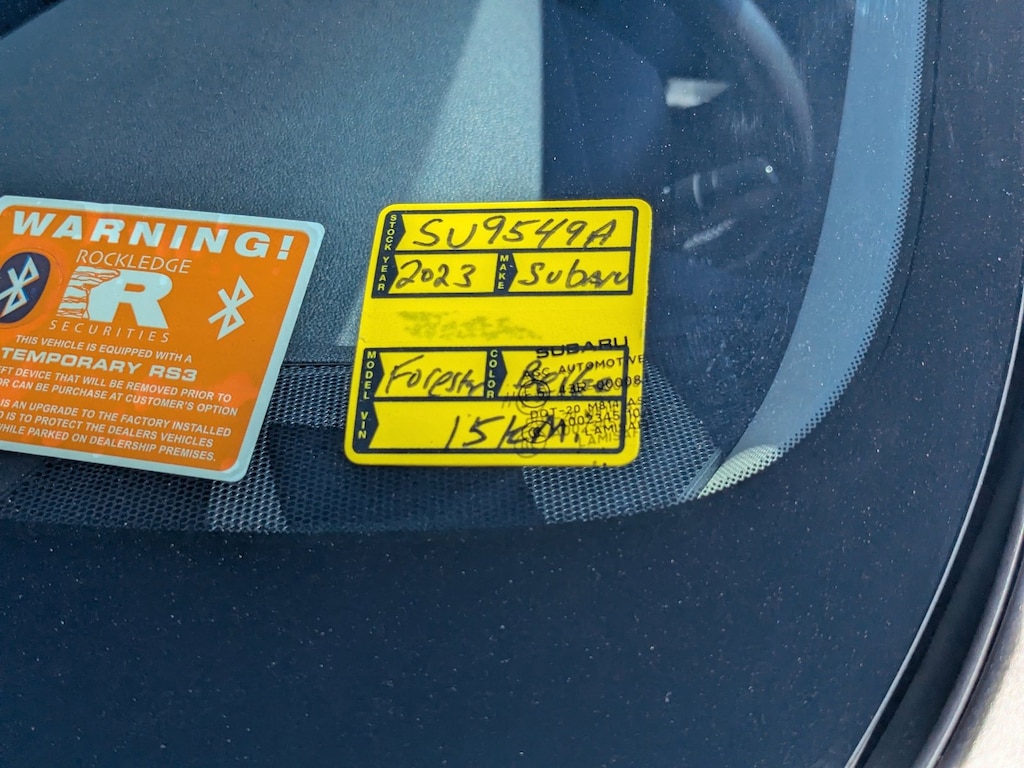 WARNING!
ROCKLEDGE
R
SECURITIES
THIS VEHICLE IS EQUIPPED WITH A
TEMPORARY RS3
EFT DEVICE THAT WILL BE REMOVED PRIOR TO
OR CAN BE PURCHASE AT CUSTOMER'S OPTION
IS AN UPGRADE TO THE FACTORY INSTALLED
D IS TO PROTECT THE DEALERS VEHICLES
WHILE PARKED ON DEALERSHIP PREMISES.
STOCK SU9549A
YEAR 2023 MAKE Subaru
MODEL Forester COLOR
VIN 15k Mi.
SUBARU
AGC AUTOMOTIVE